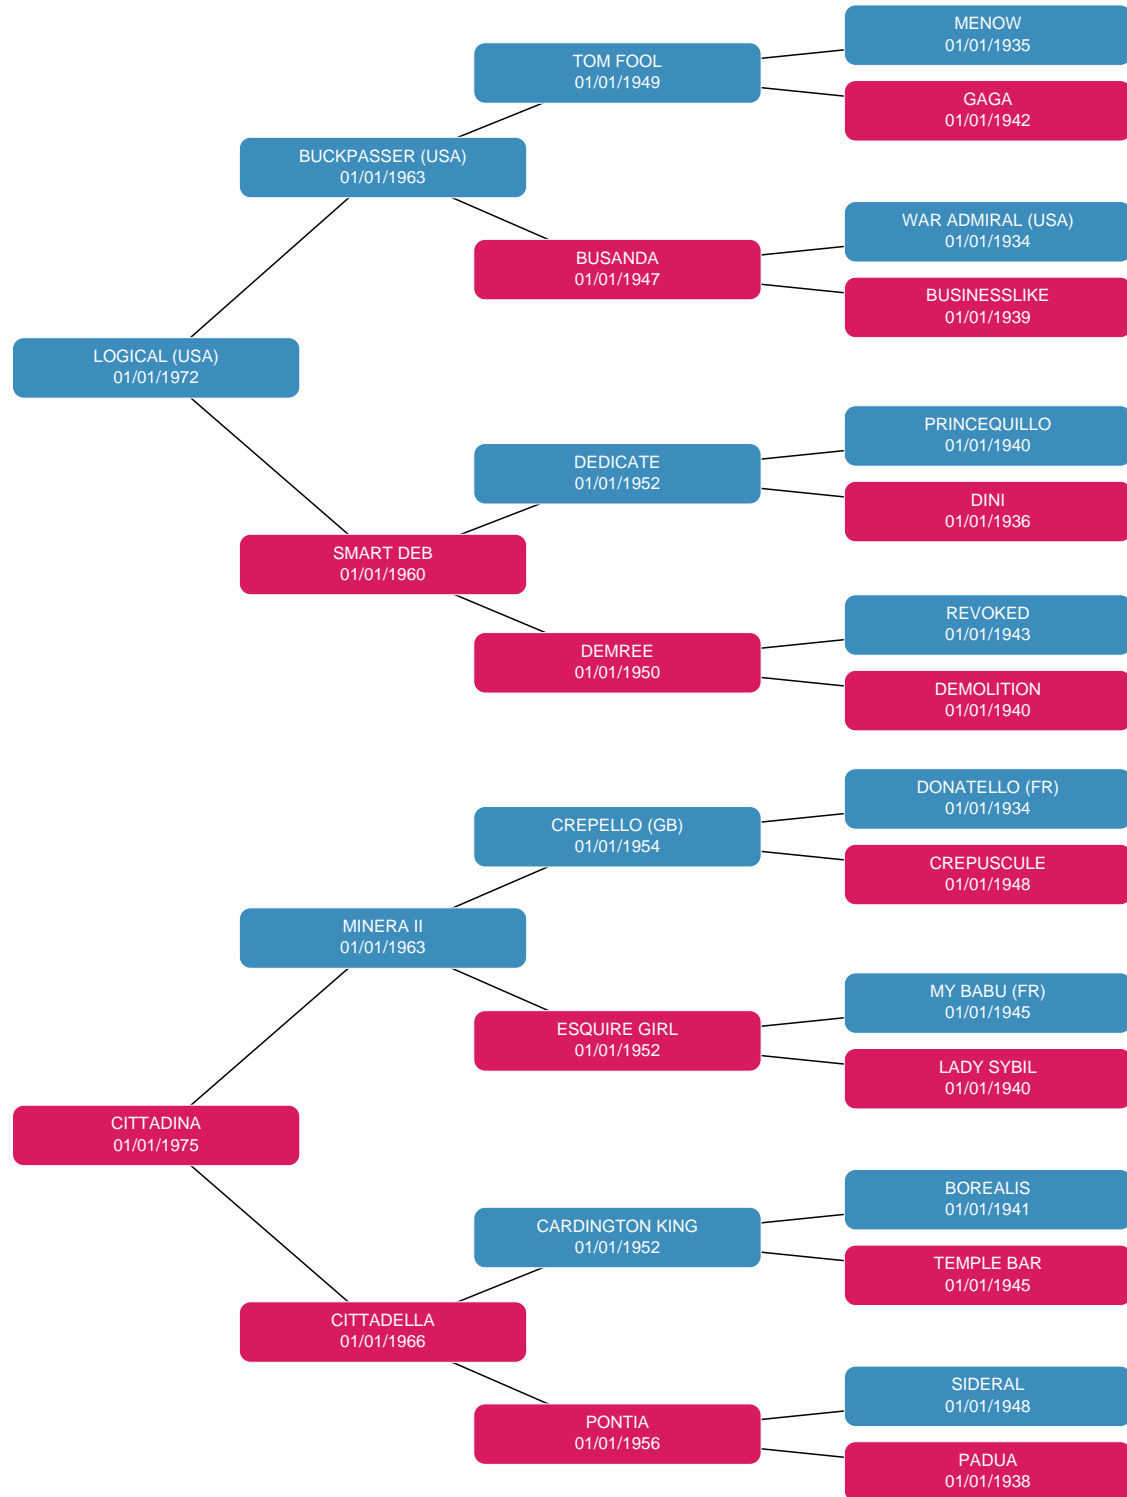 MENOW
01/01/1935
TOM FOOL
01/01/1949
GAGA
01/01/1942
BUCKPASSER (USA)
01/01/1963
WAR ADMIRAL (USA)
01/01/1934
BUSANDA
01/01/1947
BUSINESSLIKE
01/01/1939
LOGICAL (USA)
01/01/1972
PRINCEQUILLO
01/01/1940
DEDICATE
01/01/1952
DINI
01/01/1936
SMART DEB
01/01/1960
REVOKED
01/01/1943
DEMREE
01/01/1950
DEMOLITION
01/01/1940
DONATELLO (FR)
01/01/1934
CREPELLO (GB)
01/01/1954
CREPUSCULE
01/01/1948
MINERA II
01/01/1963
MY BABU (FR)
01/01/1945
ESQUIRE GIRL
01/01/1952
LADY SYBIL
01/01/1940
CITTADINA
01/01/1975
BOREALIS
01/01/1941
CARDINGTON KING
01/01/1952
TEMPLE BAR
01/01/1945
CITTADELLA
01/01/1966
SIDERAL
01/01/1948
PONTIA
01/01/1956
PADUA
01/01/1938